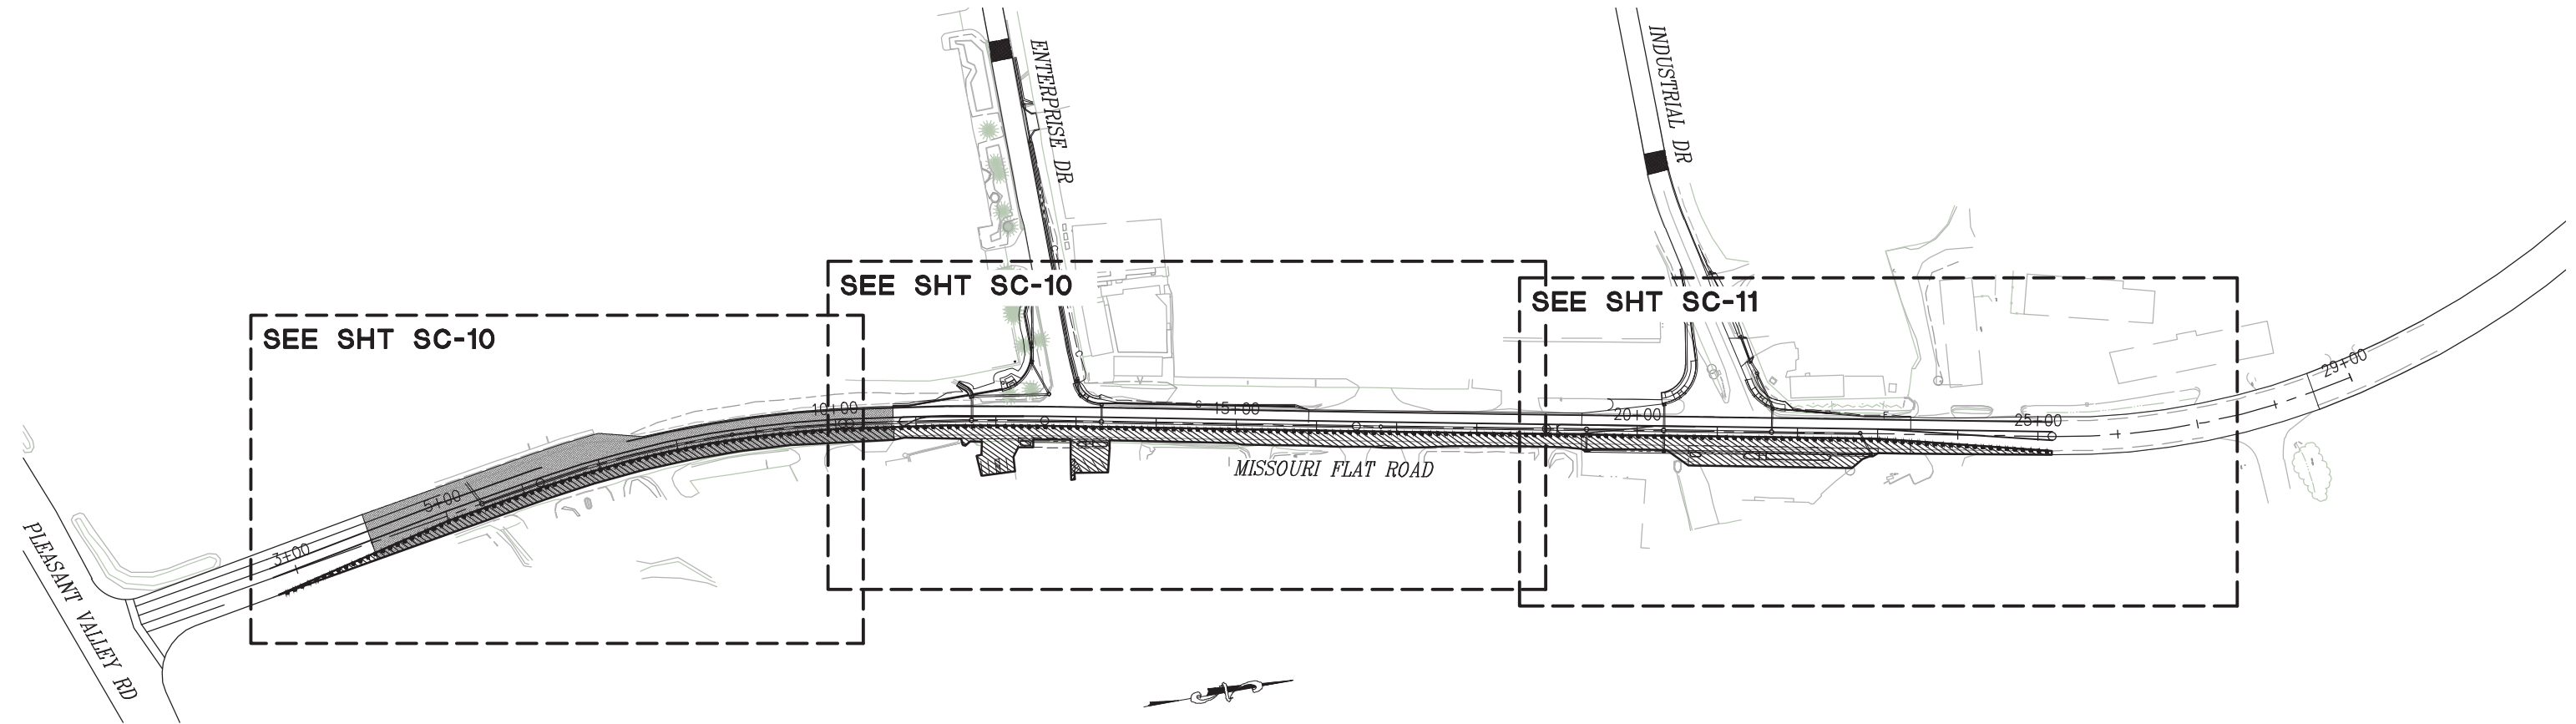 ENTERPRISE DR
INDUSTRIAL DR
SEE SHT SC-10
SEE SHT SC-10
SEE SHT SC-11
10+00
15+00
20+00
25+00
29+00
5+00
3+00
MISSOURI FLAT ROAD
PLEASANT VALLEY RD